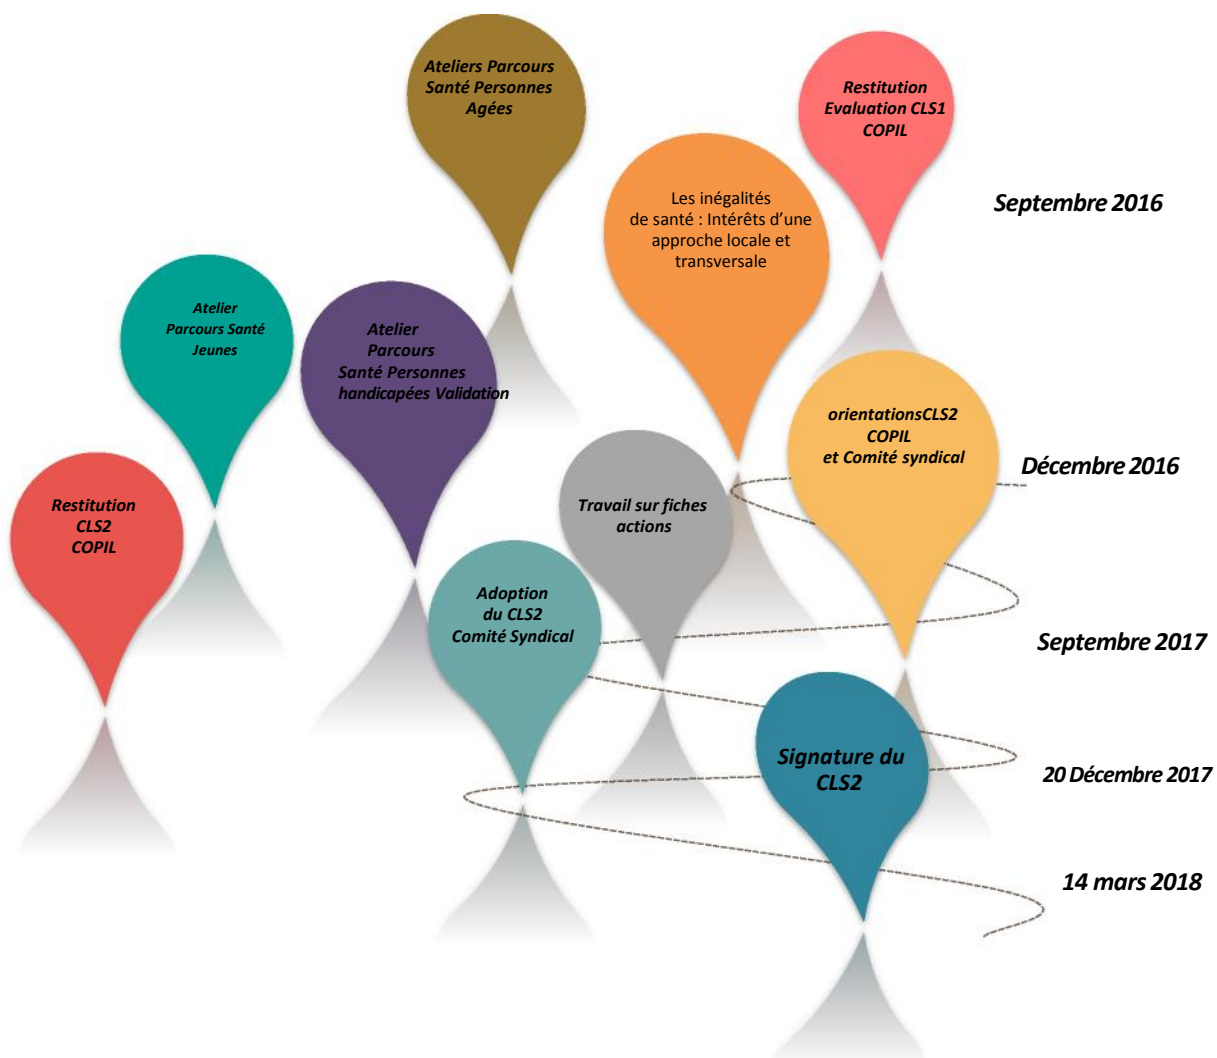 Ateliers Parcours
Santé Personnes
Agées
Restitution
Evaluation CLS1
COPIL
Septembre 2016
Les inégalités
de santé : Intérêts d’une
approche locale et
transversale
Atelier
Parcours Santé
Jeunes
Atelier
Parcours
Santé Personnes
handicapées Validation
orientationsCLS2
COPIL
et Comité syndical
Décembre 2016
Restitution
CLS2
COPIL
Travail sur fiches
actions
Adoption
du CLS2
Comité Syndical
Septembre 2017
Signature du
CLS2
20 Décembre 2017
14 mars 2018